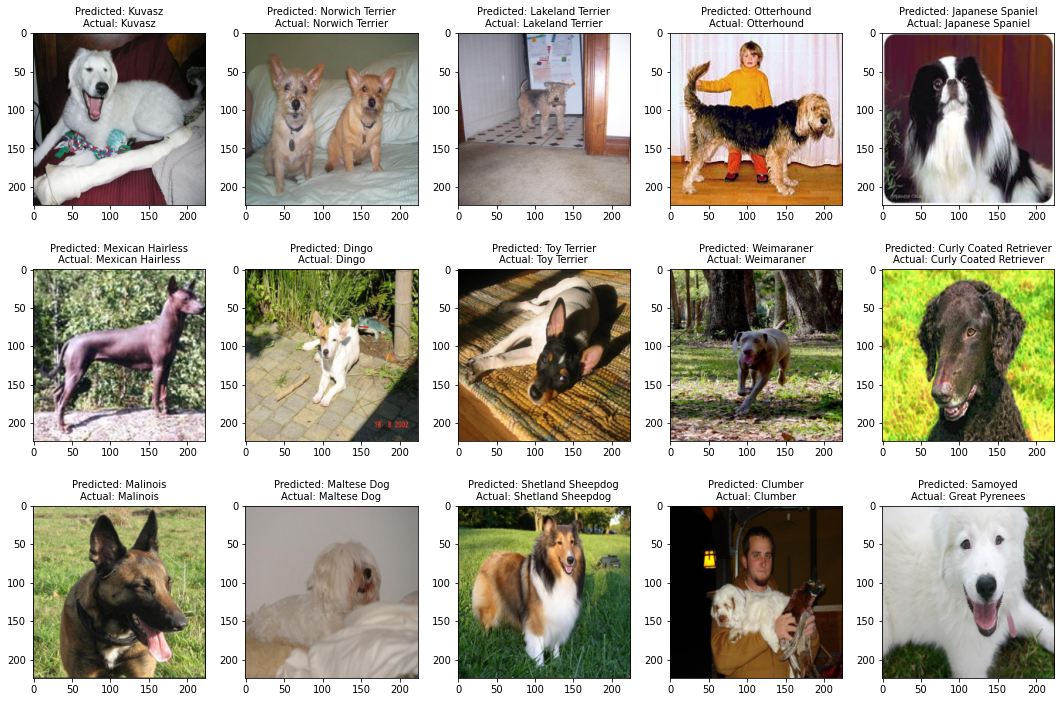 Predicted: Kuvasz
Actual: Kuvasz
Predicted: Norwich Terrier
Actual: Norwich Terrier
Predicted: Lakeland Terrier
Actual: Lakeland Terrier
Predicted: Otterhound
Actual: Otterhound
Predicted: Japanese Spaniel
Actual: Japanese Spaniel
0
50
100
150
200
0 50 100 150 200
0
50
100
150
200
0 50 100 150 200
0
50
100
150
200
0 50 100 150 200
0
50
100
150
200
0 50 100 150 200
0
50
100
150
200
0 50 100 150 200
Predicted: Mexican Hairless
Actual: Mexican Hairless
Predicted: Dingo
Actual: Dingo
Predicted: Toy Terrier
Actual: Toy Terrier
Predicted: Weimaraner
Actual: Weimaraner
Predicted: Curly Coated Retriever
Actual: Curly Coated Retriever
0
50
100
150
200
0 50 100 150 200
0
50
100
150
200
0 50 100 150 200
0
50
100
150
200
0 50 100 150 200
0
50
100
150
200
0 50 100 150 200
0
50
100
150
200
0 50 100 150 200
Predicted: Malinois
Actual: Malinois
Predicted: Maltese Dog
Actual: Maltese Dog
Predicted: Shetland Sheepdog
Actual: Shetland Sheepdog
Predicted: Clumber
Actual: Clumber
Predicted: Samoyed
Actual: Great Pyrenees
0
50
100
150
200
0 50 100 150 200
0
50
100
150
200
0 50 100 150 200
0
50
100
150
200
0 50 100 150 200
0
50
100
150
200
0 50 100 150 200
0
50
100
150
200
0 50 100 150 200